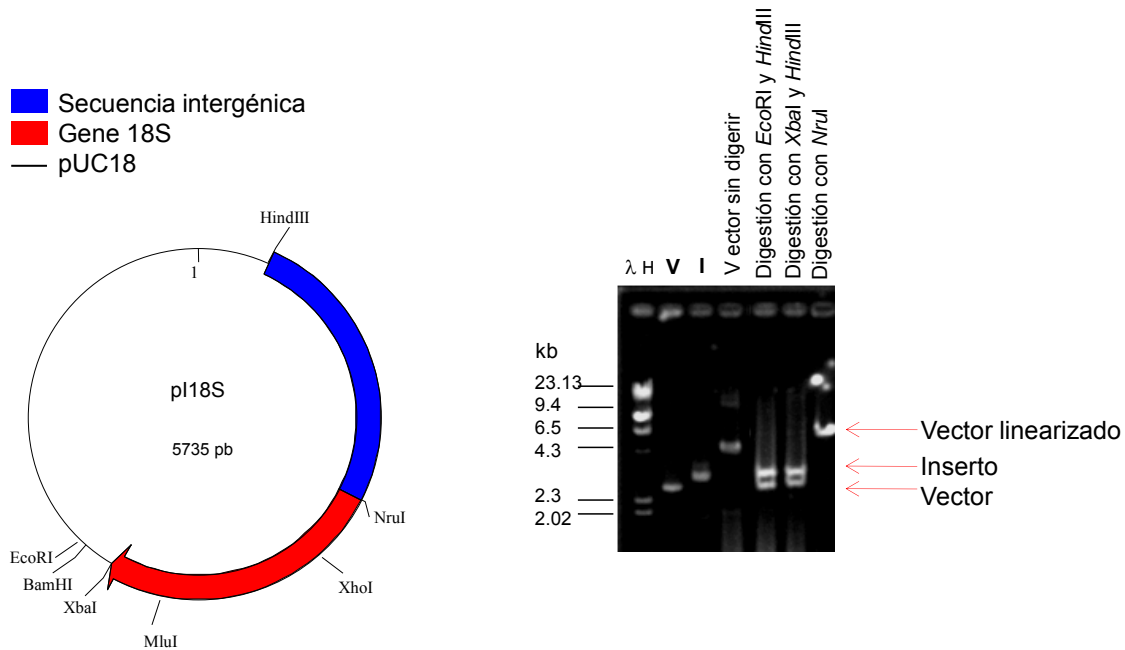 Secuencia intergénica
Gene 18S
pUC18
HindIII
1
pI18S
5735 pb
NruI
XhoI
MluI
XbaI
BamHI
EcoRI
λ H
V
I
V ector sin digerir
Digestión con EcoRI y HindIII
Digestión con XbaI y HindIII
Digestión con NruI
kb
23.13
9.4
6.5
4.3
2.3
2.02
Vector linearizado
Inserto
Vector